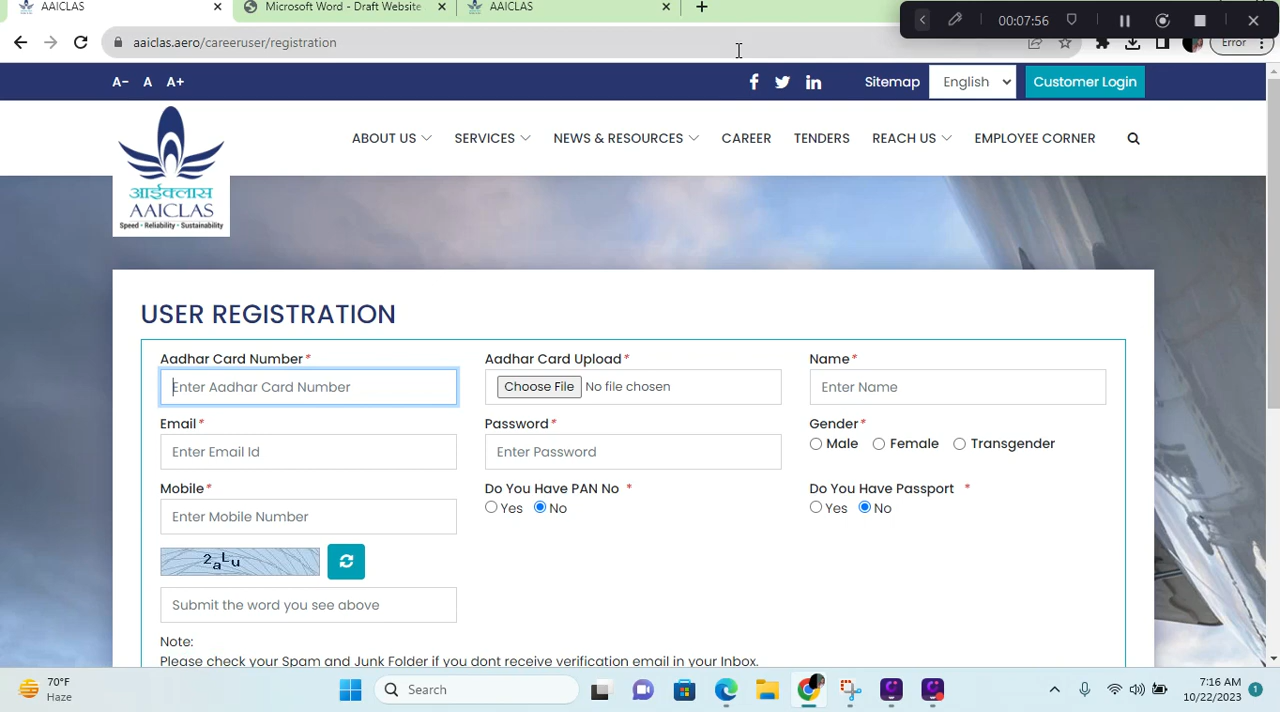 AAICLAS
Microsoft Word - Draft Website
AAICLAS
00:07:56
aaiclas.aero/careeruser/registration
Error
A- A A+
Sitemap
English
Customer Login
ABOUT US
SERVICES
NEWS & RESOURCES
CAREER
TENDERS
REACH US
EMPLOYEE CORNER
आईक्लास
AAICLAS
Speed • Reliability • Sustainability
USER REGISTRATION
Aadhar Card Number*
Aadhar Card Upload*
Name*
Enter Aadhar Card Number
Choose File No file chosen
Enter Name
Email*
Password*
Gender*
Enter Email Id
Enter Password
Male Female Transgender
Mobile*
Do You Have PAN No *
Do You Have Passport *
Enter Mobile Number
Yes No
Yes No
2aLu
Submit the word you see above
Note:
Please check your Spam and Junk Folder if you dont receive verification email in your Inbox.
70°F
Haze
Search
7:16 AM
10/22/2023
1